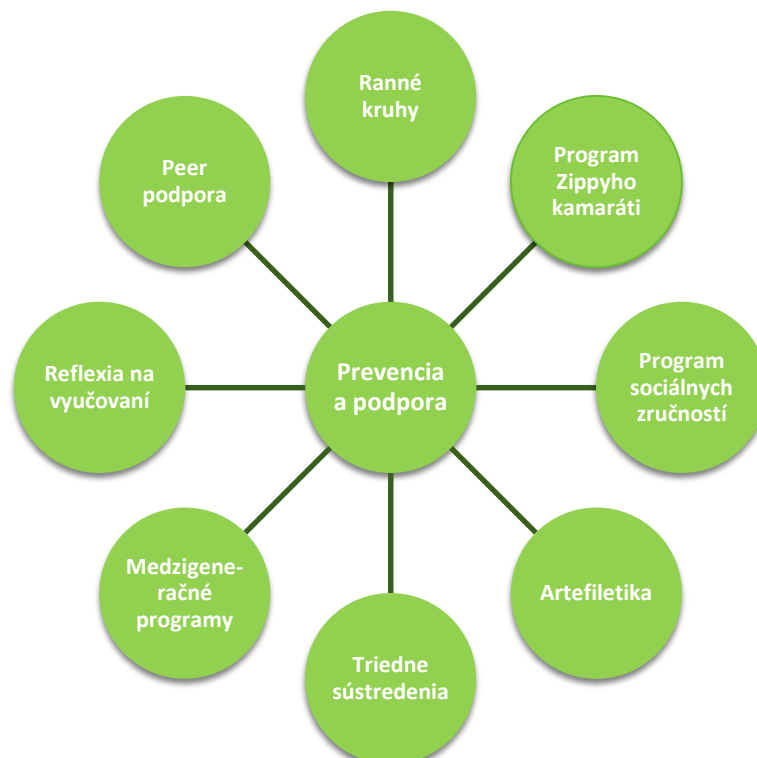 Ranné
kruhy
Program
Zippyho
kamaráti
Program
sociálnych
zručností
Artefiletika
Triedne
sústredenia
Medzigene-
račné
programy
Reflexia na
vyučovaní
Peer
podpora
Prevencia
a podpora